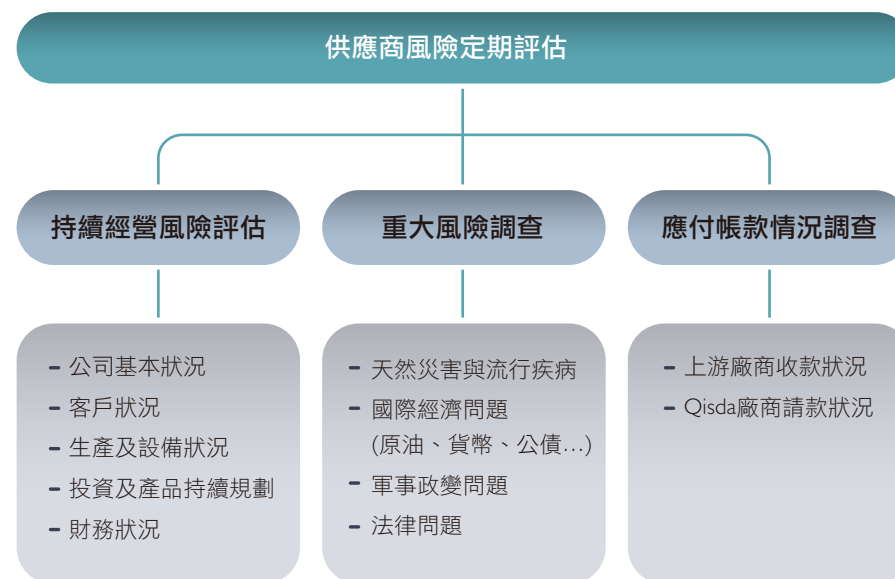 供應商風險定期評估
持續經營風險評估
– 公司基本狀況
– 客戶狀況
– 生產及設備狀況
– 投資及產品持續規劃
– 財務狀況
重大風險調查
– 天然災害與流行疾病
– 國際經濟問題
(原油、貨幣、公債…)
– 軍事政變問題
– 法律問題
應付帳款情況調查
– 上游廠商收款狀況
– Qisda廠商請款狀況